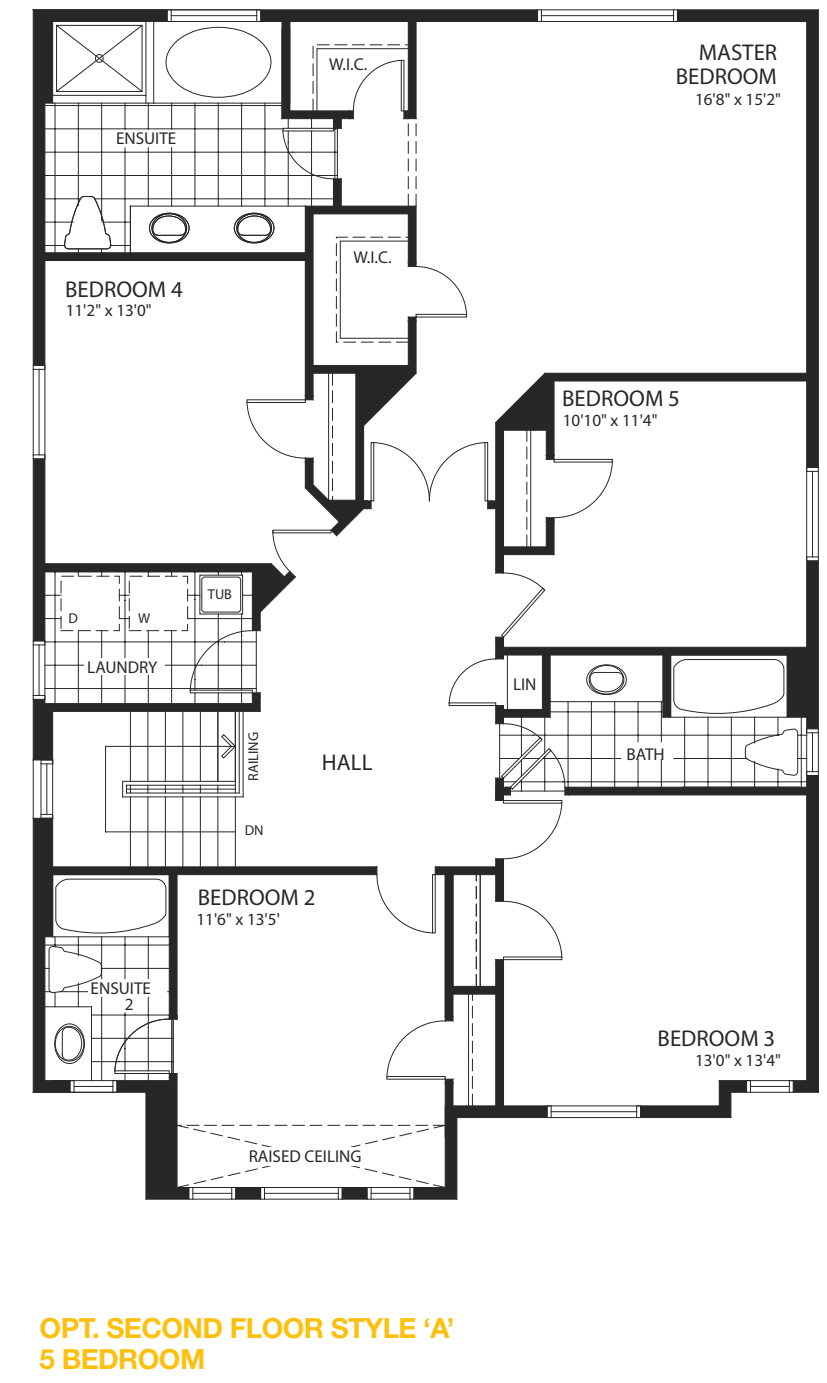 W.I.C.
MASTER
BEDROOM
16'8" x 15'2"
ENSUITE
W.I.C.
BEDROOM 4
11'2" x 13'0"
BEDROOM 5
10'10" x 11'4"
TUB
D
W
LAUNDRY
LIN
RAILING
HALL
BATH
DN
BEDROOM 2
11'6" x 13'5'
ENSUITE
2
BEDROOM 3
13'0" x 13'4"
RAISED CEILING
OPT. SECOND FLOOR STYLE ‘A’
5 BEDROOM